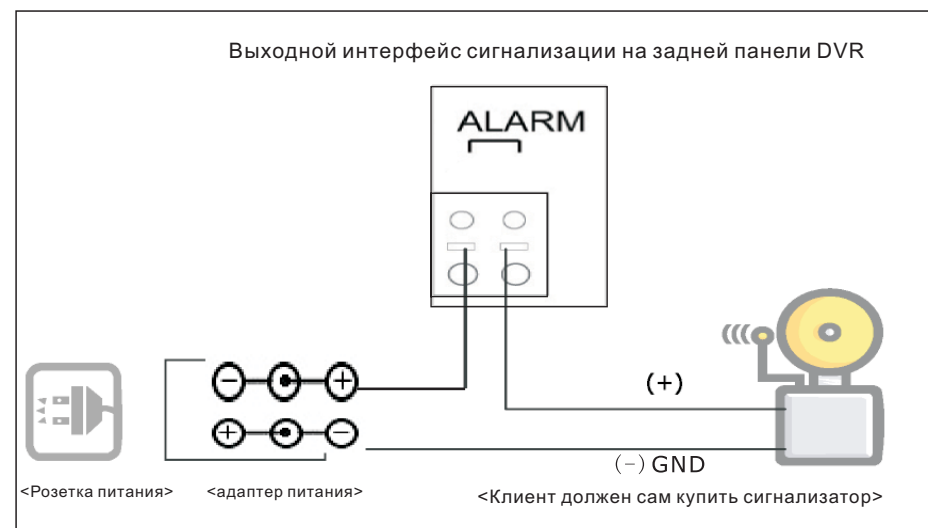 Выходной интерфейс сигнализации на задней панели DVR
ALARM
(+)
(-) GND
<Розетка питания>
<адаптер питания>
<Клиент должен сам купить сигнализатор>